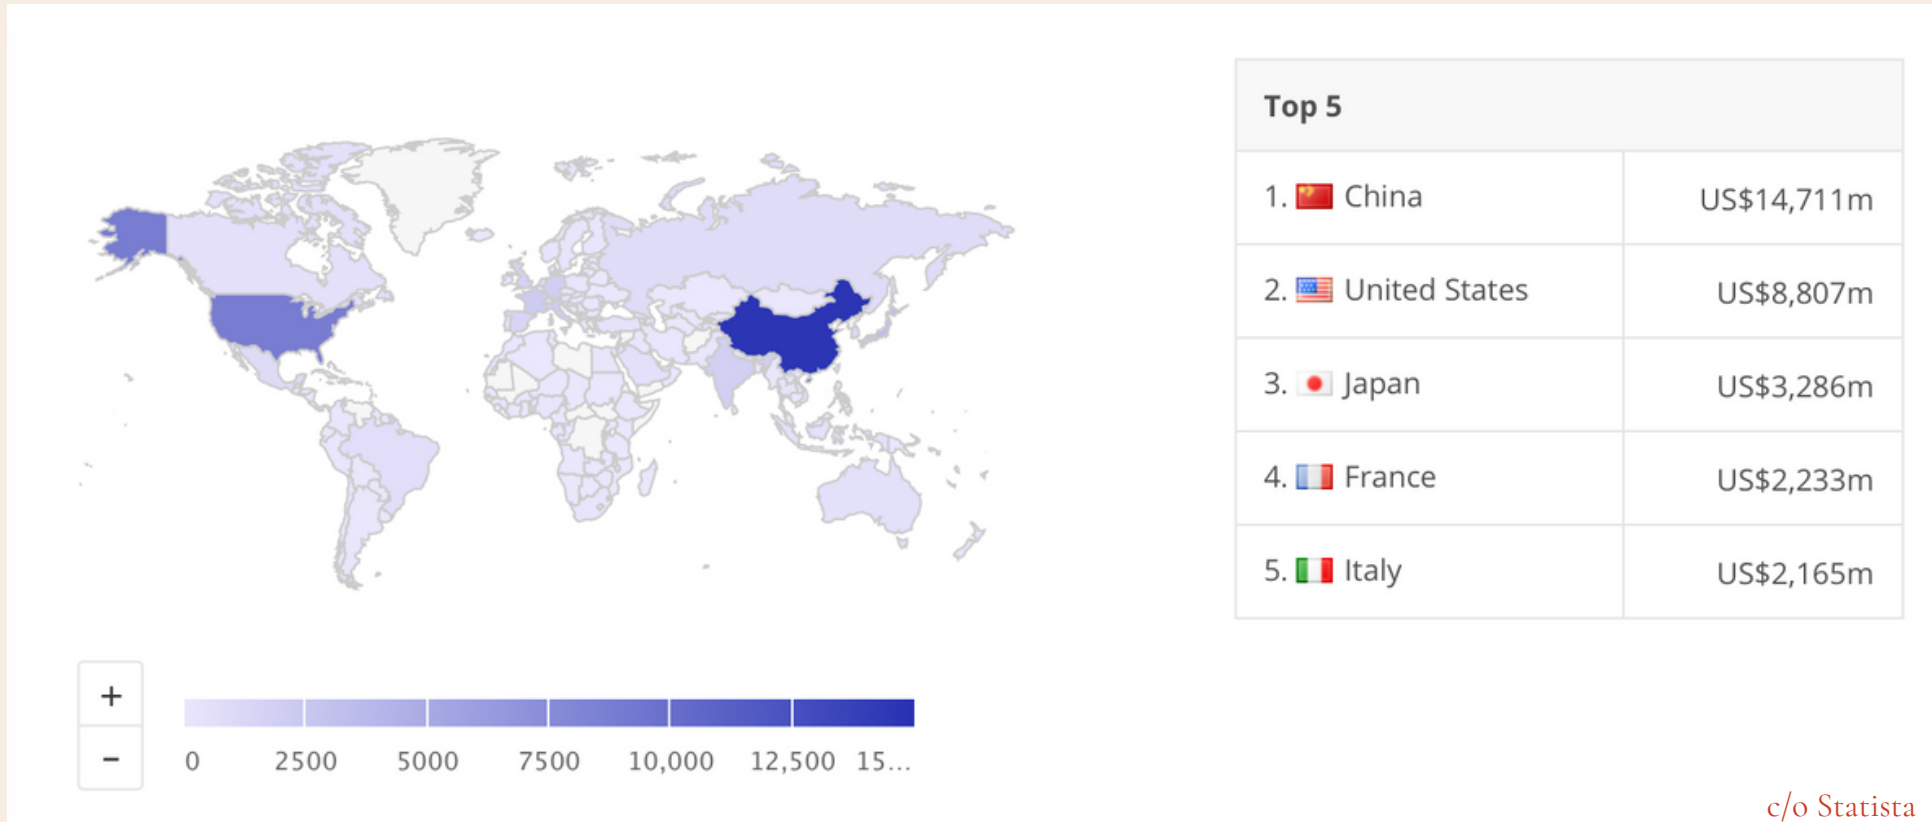 Top 5
1. China US$14,711m
2. United States US$8,807m
3. Japan US$3,286m
4. France US$2,233m
5. Italy US$2,165m
+
−
0 2500 5000 7500 10,000 12,500 15...
c/o Statista